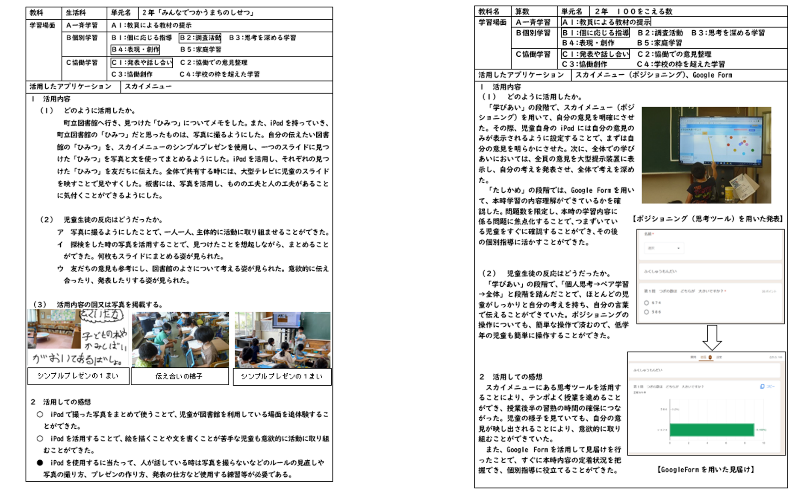 教科 生活科 単元名 2年「みんなでつかうまちのしせつ」
学習場面 A一斉学習 A1:教員による教材の提示
B個別学習 B1:個に応じる指導 B2:調査活動 B3:思考を深める学習
B4:表現・創作 B5:家庭学習
C協働学習 C1:発表や話し合い C2:協働での意見整理
C3:協働創作 C4:学校の枠を超えた学習
活用したアプリケーション スカイメニュー
1 活用内容
(1) どのように活用したか。
町立図書館へ行き、見つけた「ひみつ」についてメモをした。また、iPadを持っていき、
町立図書館の「ひみつ」だと思ったものは、写真に撮るようにした。自分の伝えたい図書
館の「ひみつ」を、スカイメニューのシンプルプレゼンを使用し、一つのスライドに見つ
けた「ひみつ」を写真と文を使ってまとめるようにした。iPadを活用し、それぞれの見つ
けた「ひみつ」を友だちに伝えた。全体で共有する時には、大型テレビに児童のスライド
を映すことで見やすくした。板書には、写真を活用し、ものの工夫と人の工夫があること
に気付くことができるようにした。
(2) 児童生徒の反応はどうだったか。
ア 写真に撮るようにしたことで、一人一人、主体的に活動に取り組ませることができた。
イ 探検をした時の写真を活用することで、見つけたことを想起しながら、まとめること
ができた。何枚もスライドにまとめる姿が見られた。
ウ 友だちの意見も参考にし、図書館のよさについて考える姿が見られた。意欲的に伝え
合ったり、発表したりする姿が見られた。
(3) 活用内容の図又は写真を掲載する。
子どもの本や
かみしばい
がおいてあるばしょ。
シンプルプレゼンの1まい 伝え合いの様子 シンプルプレゼンの1まい
2 活用しての感想
○ iPadで撮った写真をまとめで使うことで、児童が図書館を利用している場面を追体験するこ
とができた。
○ iPadを活用することで、絵を描くことや文を書くことが苦手な児童も意欲的に活動に取り組
むことができた。
● iPadを使用するに当たって、人が話している時は写真を撮らないなどのルールの見直しや
写真の撮り方、プレゼンの作り方、発表の仕方など使用する練習等が必要である。
教科名 算数 単元名 2年 100をこえる数
学習場面 A一斉学習 A1:教員による教材の提示
B個別学習 B1:個に応じる指導 B2:調査活動 B3:思考を深める学習
B4:表現・創作 B5:家庭学習
C協働学習 C1:発表や話し合い C2:協働での意見整理
C3:協働創作 C4:学校の枠を超えた学習
活用したアプリケーション スカイメニュー(ポジショニング)、Google Form
1 活用内容
(1) どのように活用したか。
「学びあい」の段階で、スカイメニュー(ポジ
ショニング)を用いて、自分の意見を明確にさせ
た。その際、児童自身の iPadには自分の意見の
みが表示されるように設定することで、まずは自
分の意見を明らかにさせた。次に、全体での学び
あいにおいては、全員の意見を大型提示装置に表
示し、自分の考えを発表させ、全体で考えを深め
た。
「たしかめ」の段階では、Google Formを用い
て、本時学習の内容理解ができているかを確
認した。問題数を限定し、本時の学習内容に
係る問題に焦点化することで、つまずいてい
る児童をすぐに確認することができ、その後
の個別指導に活かすことができた。
【ポジショニング(思考ツール)を用いた発表】
(2) 児童生徒の反応はどうだったか。
「学びあい」の段階で、「個人思考→ペア学習
→全体」と段階を踏んだことで、ほとんどの児
童がしっかりと自分の考えを持ち、自分の言葉
で伝えることができていた。ポジショニングの
操作についても、簡単な操作で済むので、低学
年の児童も簡単に操作することができた。
2 活用しての感想
スカイメニューにある思考ツールを活用す
ることにより、テンポよく授業を進めること
ができ、授業後半の習熟の時間の確保につな
がった。児童の様子を見ていても、自分の意
見が映し出されることにより、意欲的に取り
組むことができていた。
また、Google Formを活用して見届けを行
ったことで、すぐに本時内容の定着状況を把
握でき、個別指導に役立てることができた。
【GoogleFormを用いた見届け】